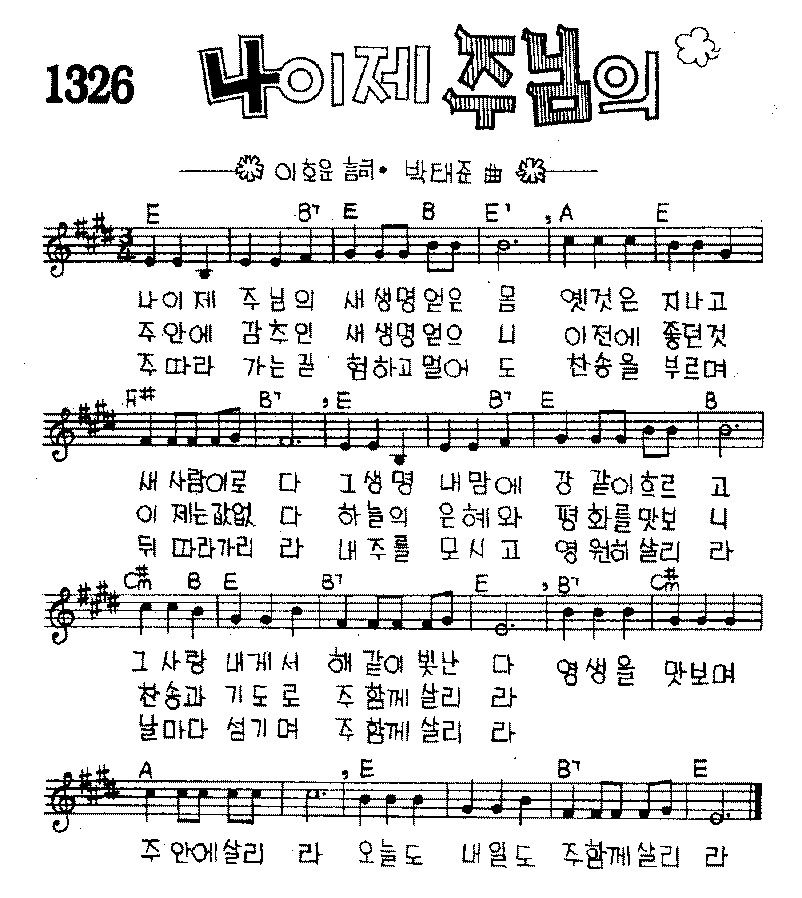 1326 나이제 주님의
이호운 詩 • 박태준 曲
E B7 E B E7 , A E
나이제 주님의 새생명얻은 몸 옛것은 지나고
주안에 감추인 새생명얻으 니 이전에 좋던것
주따라 가는길 험하고멀어 도 찬송을 부르며
F# B7 , E B7 E B
새사람이로 다 그생명 내맘에 강 같이흐르 고
이 제는값없 다 하늘의 은혜와 평화를맛보 니
뒤 따라가리 라 내주를 모시고 영원히살리 라
C#m B E B7 E , B7 C#m
그사랑 내게서 해같이빛난 다 영생을 맛보며
찬송과 기도로 주함께살리 라
날마다 섬기며 주함께살리 라
A , E B7 E
주안에살리 라 오늘도 내일도 주함께살리 라